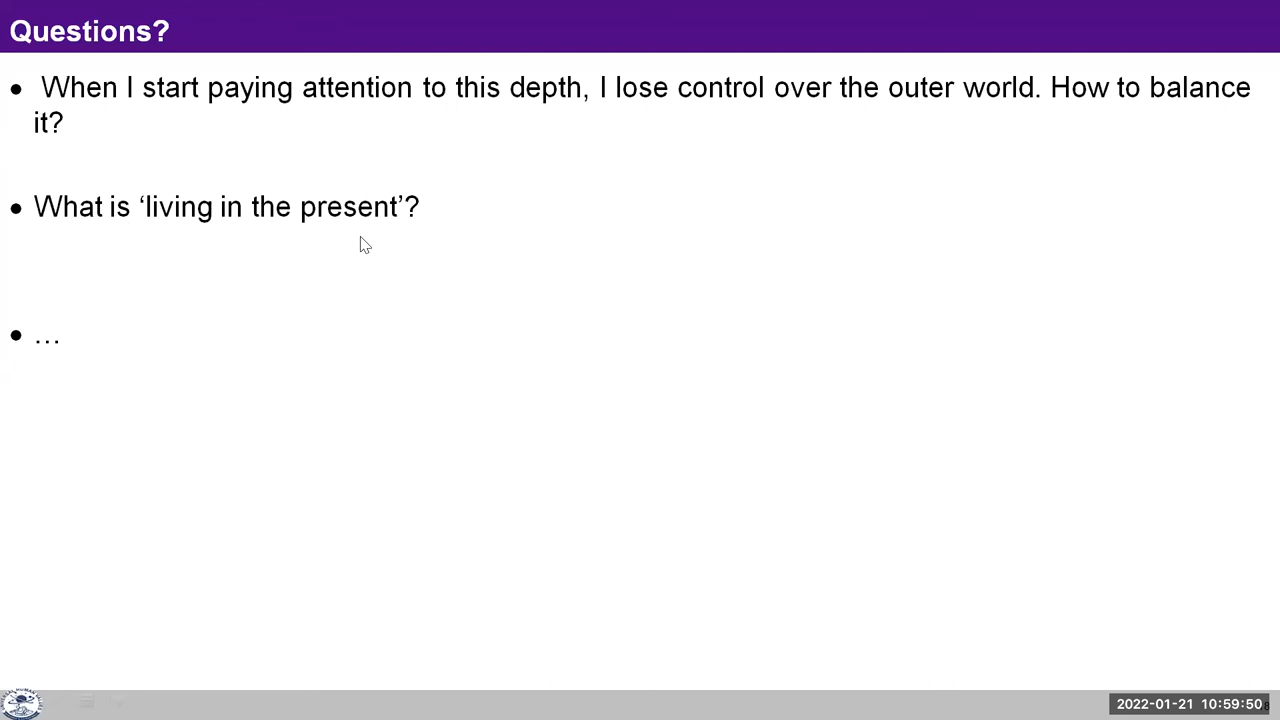 Questions?
• When I start paying attention to this depth, I lose control over the outer world. How to balance
it?
• What is ‘living in the present’?
• …
2022-01-21 10:59:50